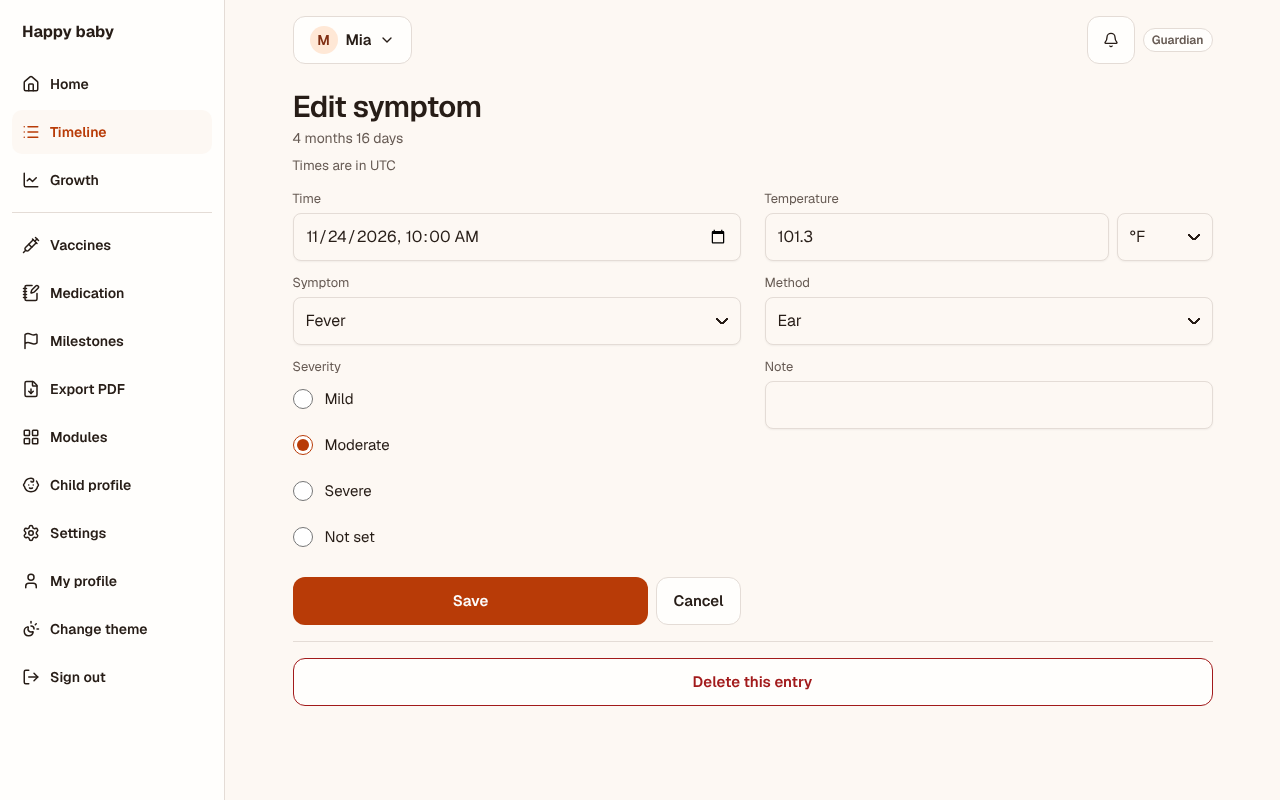 Happy baby
Home
Timeline
Growth
Vaccines
Medication
Milestones
Export PDF
Modules
Child profile
Settings
My profile
Change theme
Sign out
M Mia
Guardian
Edit symptom
4 months 16 days
Times are in UTC
Time
11/24/2026, 10:00 AM
Temperature
101.3
°F
Symptom
Fever
Method
Ear
Severity
Mild
Moderate
Severe
Not set
Note
Save
Cancel
Delete this entry